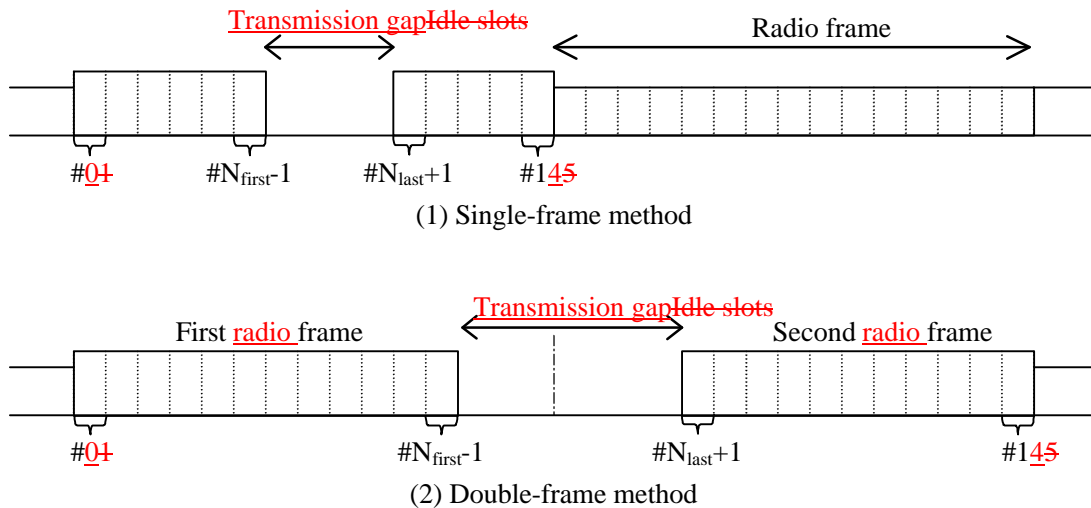 Transmission gapIdle slots
Radio frame
#01 #Nfirst-1 #Nlast+1 #145
(1) Single-frame method
Transmission gapIdle slots
First radio frame Second radio frame
#01 #Nfirst-1 #Nlast+1 #145
(2) Double-frame method